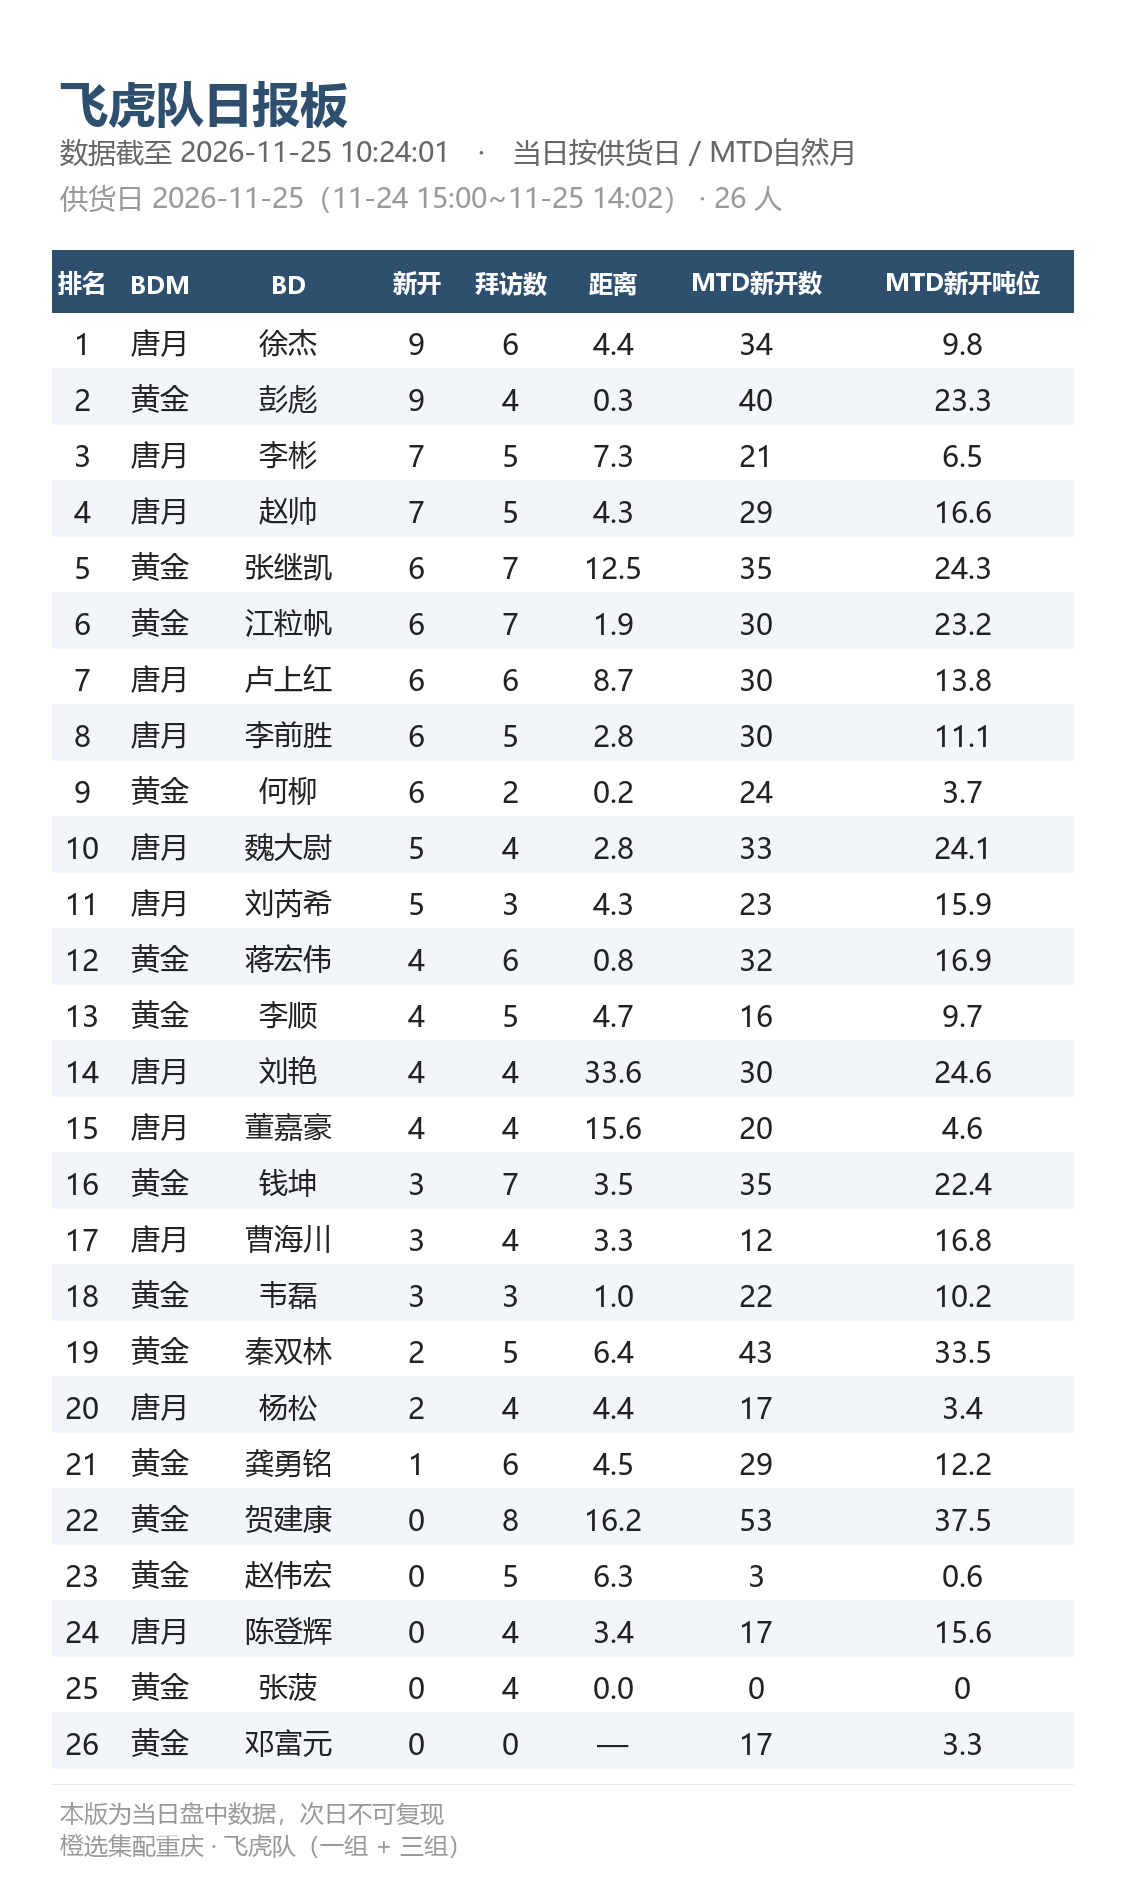 飞虎队日报板
数据截至 2026-11-25 10:24:01 · 当日按供货日 / MTD自然月
供货日 2026-11-25（11-24 15:00~11-25 14:02） · 26 人
排名 BDM BD 新开 拜访数 距离 MTD新开数 MTD新开吨位
1 唐月 徐杰 9 6 4.4 34 9.8
2 黄金 彭彪 9 4 0.3 40 23.3
3 唐月 李彬 7 5 7.3 21 6.5
4 唐月 赵帅 7 5 4.3 29 16.6
5 黄金 张继凯 6 7 12.5 35 24.3
6 黄金 江粒帆 6 7 1.9 30 23.2
7 唐月 卢上红 6 6 8.7 30 13.8
8 唐月 李前胜 6 5 2.8 30 11.1
9 黄金 何柳 6 2 0.2 24 3.7
10 唐月 魏大尉 5 4 2.8 33 24.1
11 唐月 刘芮希 5 3 4.3 23 15.9
12 黄金 蒋宏伟 4 6 0.8 32 16.9
13 黄金 李顺 4 5 4.7 16 9.7
14 唐月 刘艳 4 4 33.6 30 24.6
15 唐月 董嘉豪 4 4 15.6 20 4.6
16 黄金 钱坤 3 7 3.5 35 22.4
17 唐月 曹海川 3 4 3.3 12 16.8
18 黄金 韦磊 3 3 1.0 22 10.2
19 黄金 秦双林 2 5 6.4 43 33.5
20 唐月 杨松 2 4 4.4 17 3.4
21 黄金 龚勇铭 1 6 4.5 29 12.2
22 黄金 贺建康 0 8 16.2 53 37.5
23 黄金 赵伟宏 0 5 6.3 3 0.6
24 唐月 陈登辉 0 4 3.4 17 15.6
25 黄金 张菠 0 4 0.0 0 0
26 黄金 邓富元 0 0 — 17 3.3
本版为当日盘中数据，次日不可复现
橙选集配重庆 · 飞虎队（一组 + 三组）